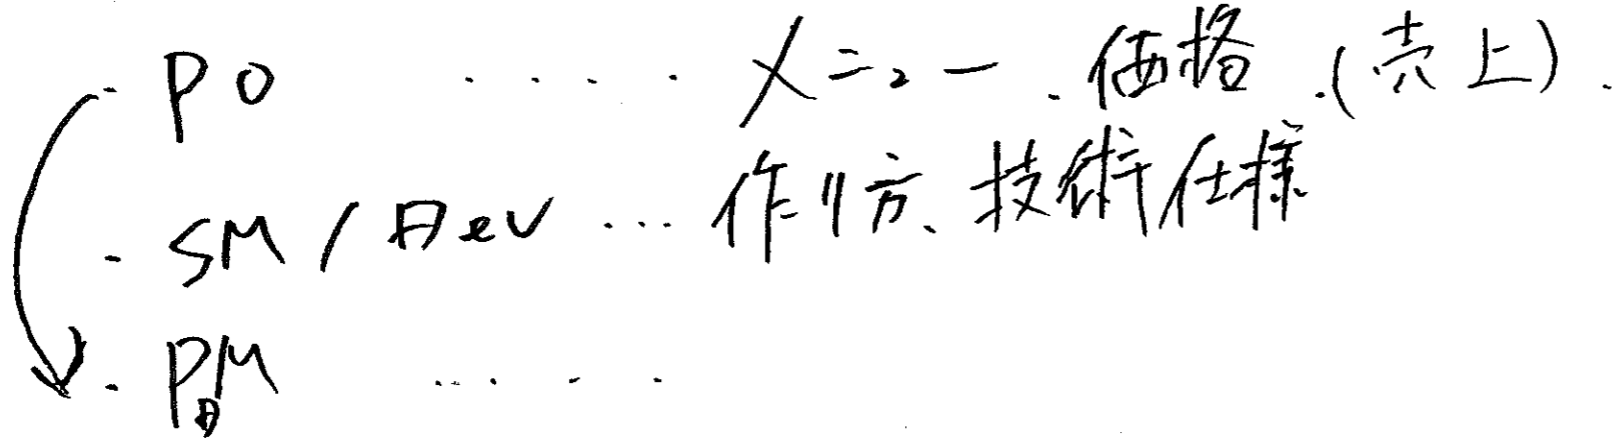 ・PO ・・・・ メニュー、価格、(売上)、
・SM / Dev ... 作り方、技術仕様
・PdM ・・・・